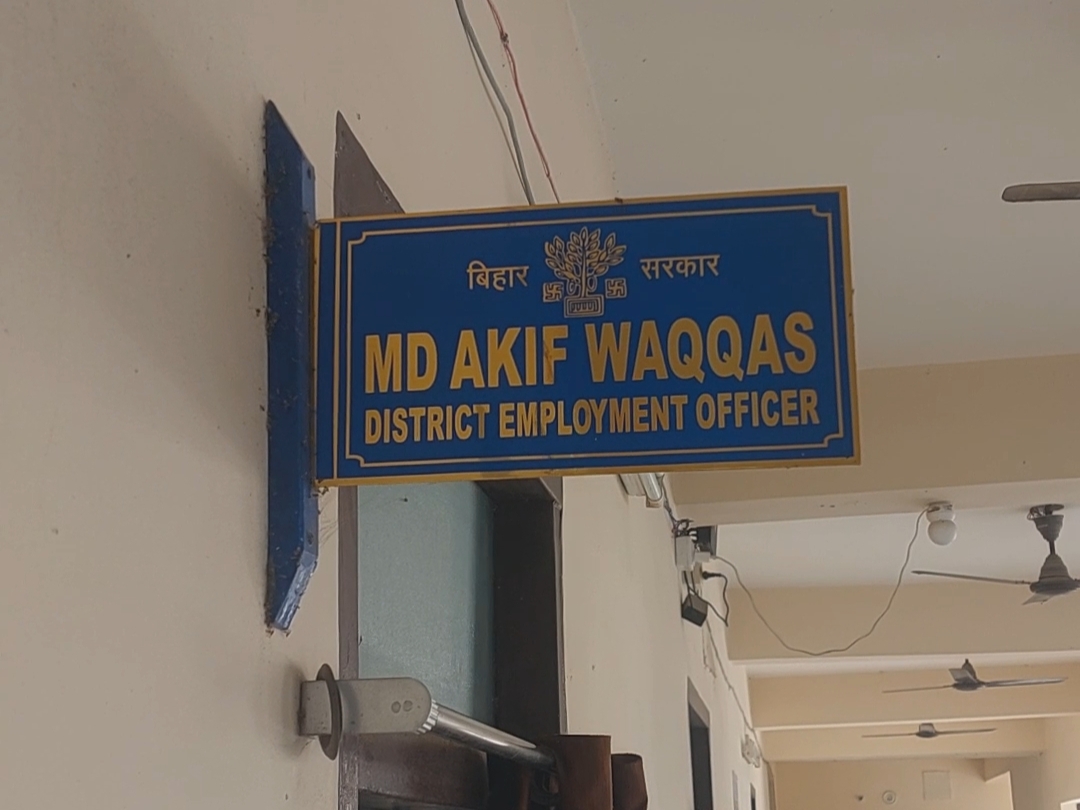 बिहार सरकार
MD AKIF WAQQAS
DISTRICT EMPLOYMENT OFFICER